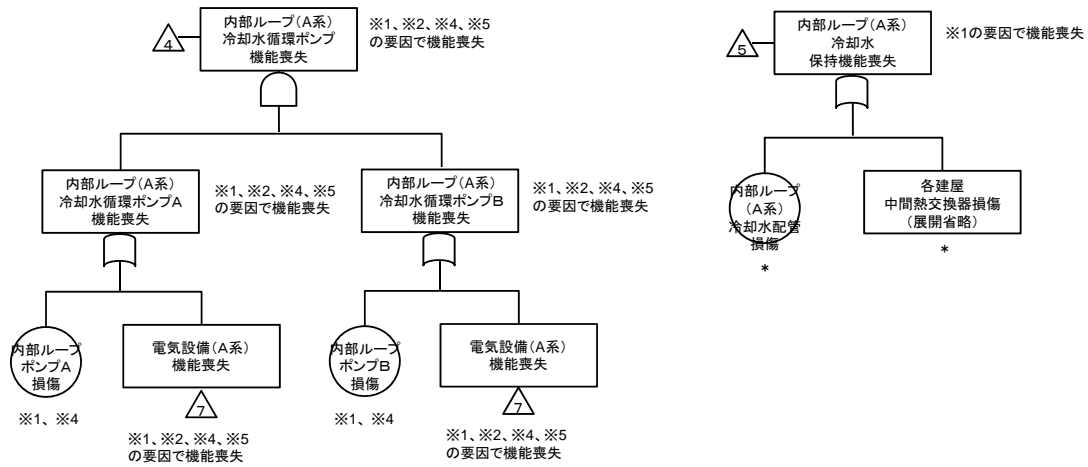 4
内部ループ(A系)
冷却水循環ポンプ
機能喪失
※1、※2、※4、※5
の要因で機能喪失
内部ループ(A系)
冷却水循環ポンプA
機能喪失
※1、※2、※4、※5
の要因で機能喪失
内部ループ(A系)
冷却水循環ポンプB
機能喪失
※1、※2、※4、※5
の要因で機能喪失
内部ループ
ポンプA
損傷
※1、※4
電気設備(A系)
機能喪失
7
※1、※2、※4、※5
の要因で機能喪失
内部ループ
ポンプB
損傷
※1、※4
電気設備(A系)
機能喪失
7
※1、※2、※4、※5
の要因で機能喪失
5
内部ループ(A系)
冷却水
保持機能喪失
※1の要因で機能喪失
内部ループ
(A系)
冷却水配管
損傷
*
各建屋
中間熱交換器損傷
(展開省略)
*